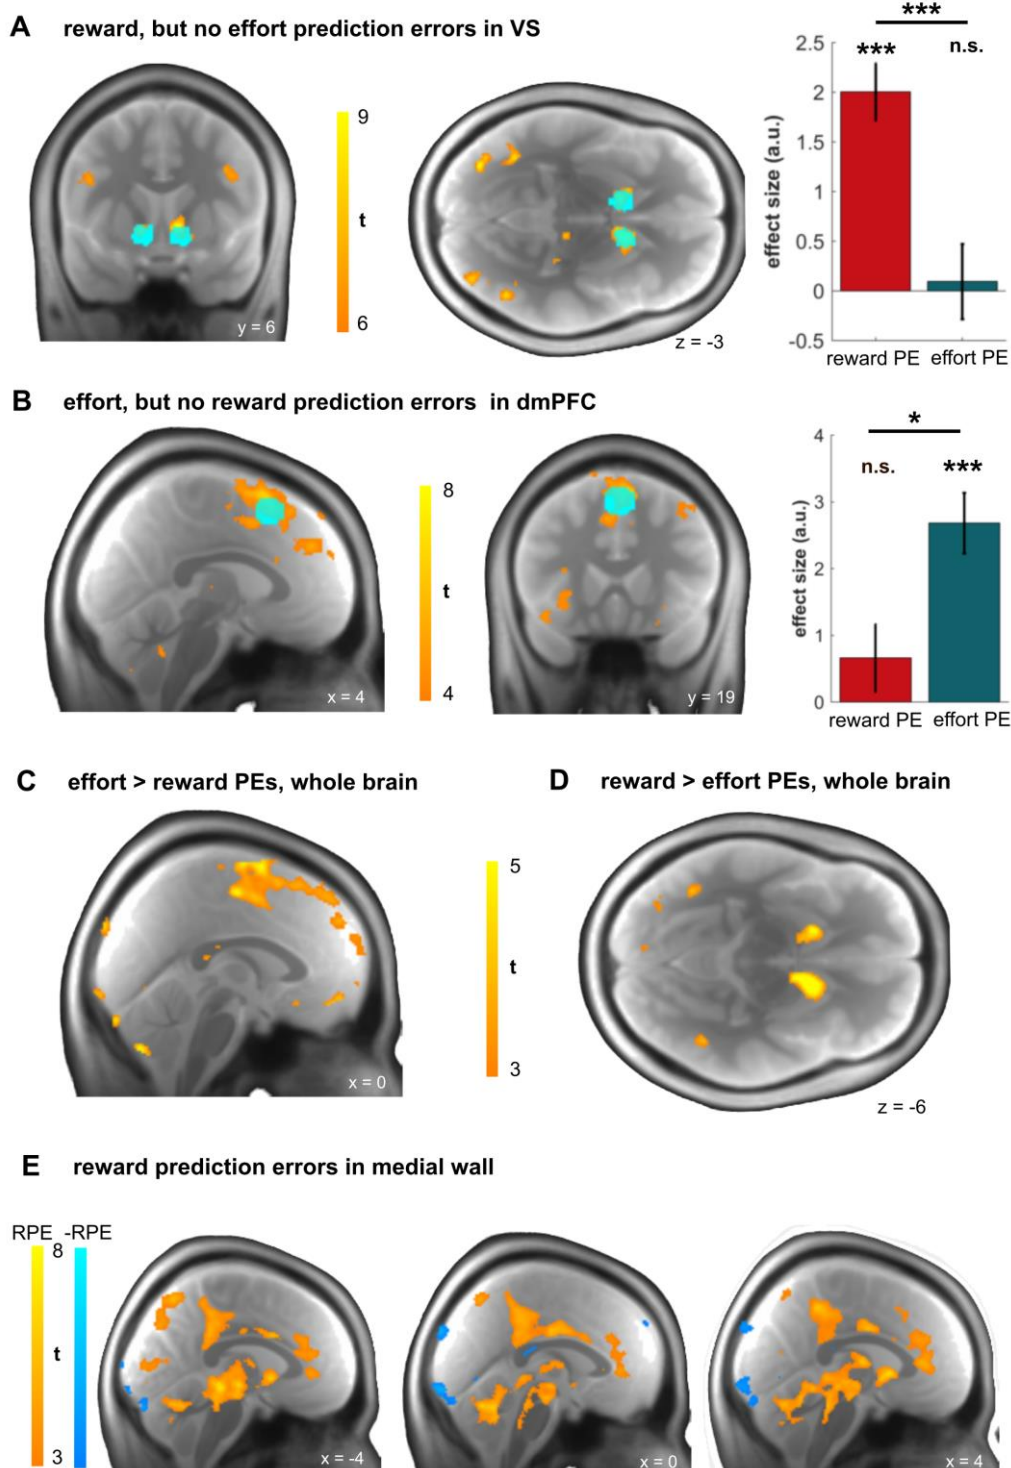 A reward, but no effort prediction errors in VS
9
t
6
y = 6
z = -3
***
*** n.s.
2.5
2
1.5
1
0.5
0
-0.5
effect size (a.u.)
reward PE effort PE
B effort, but no reward prediction errors in dmPFC
8
t
4
x = 4
y = 19
*
n.s. ***
4
3
2
1
0
effect size (a.u.)
reward PE effort PE
C effort > reward PEs, whole brain
D reward > effort PEs, whole brain
5
t
3
x = 0
z = -6
E reward prediction errors in medial wall
RPE -RPE
8
t
3
x = -4
x = 0
x = 4